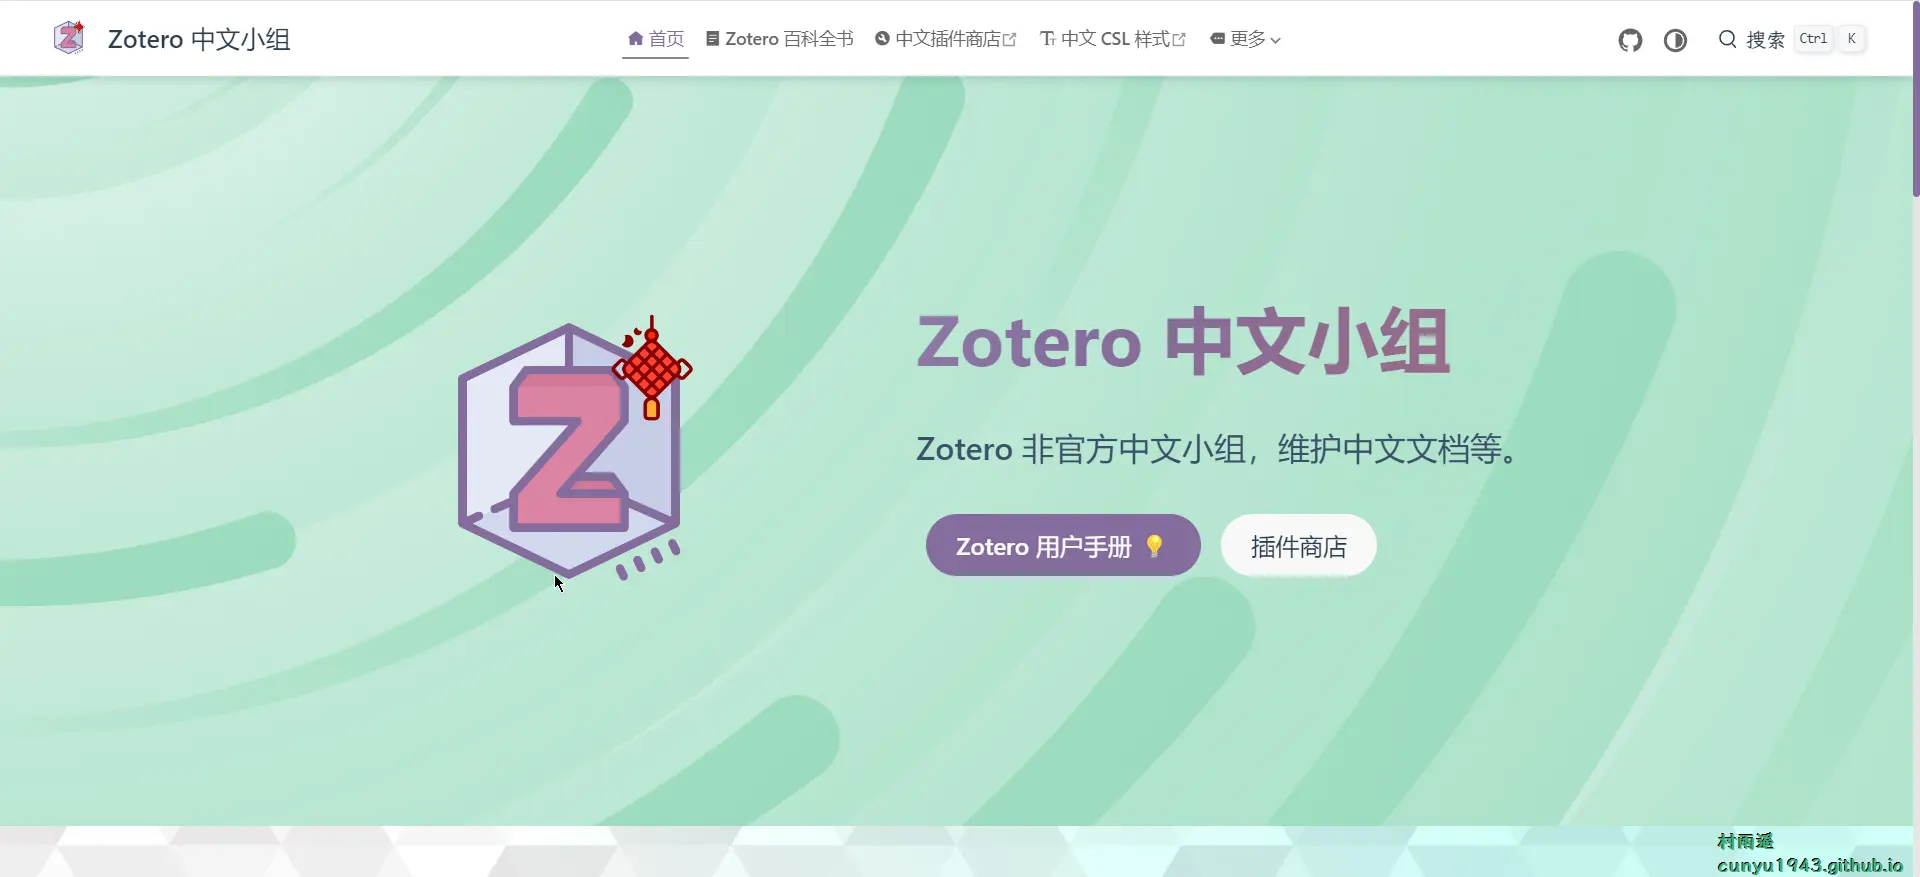 Zotero 中文小组
首页 Zotero 百科全书 中文插件商店 中文 CSL 样式 更多
搜索 Ctrl K
Zotero 中文小组
Zotero 非官方中文小组，维护中文文档等。
Zotero 用户手册 💡 插件商店
村雨遥
cunyu1943.github.io